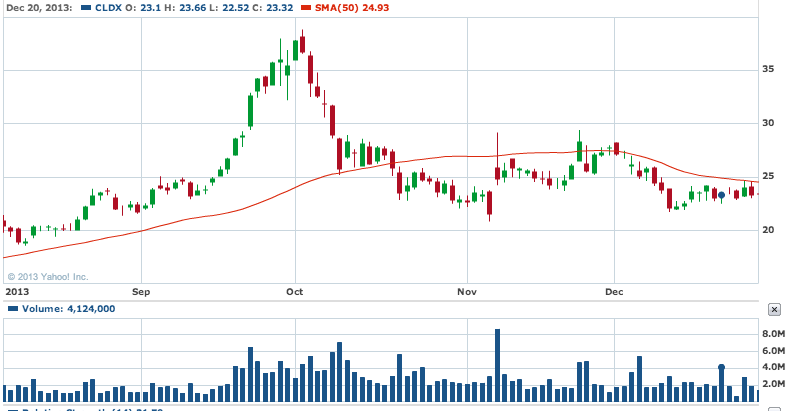 Dec 20, 2013: CLDX O: 23.1 H: 23.66 L: 22.52 C: 23.32 SMA(50) 24.93
35
30
25
20
© 2013 Yahoo! Inc.
2013 Sep Oct Nov Dec
Volume: 4,124,000
8.0M
6.0M
4.0M
2.0M